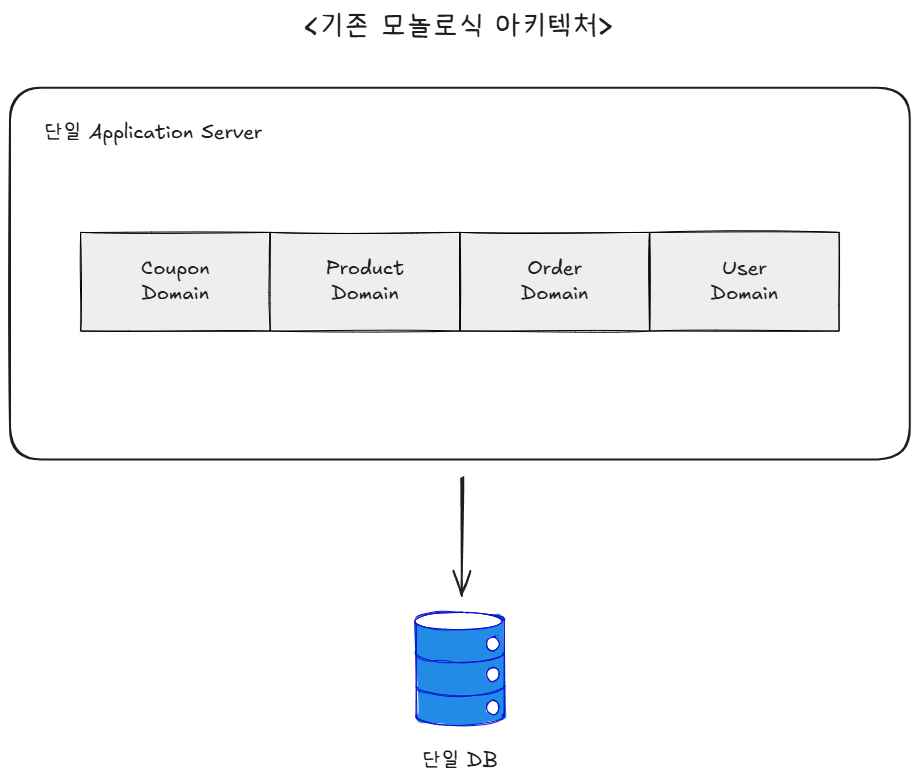 <기존 모놀로식 아키텍처>
단일 Application Server
Coupon
Domain
Product
Domain
Order
Domain
User
Domain
단일 DB